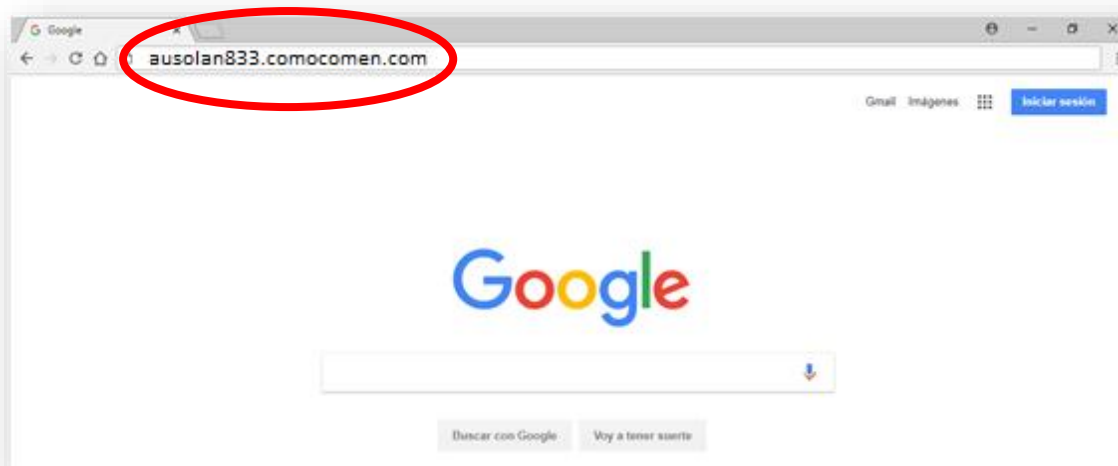 Google
ausolan833.comocomen.com
Gmail Imágenes Iniciar sesión
Google
Buscar con Google Voy a tener suerte